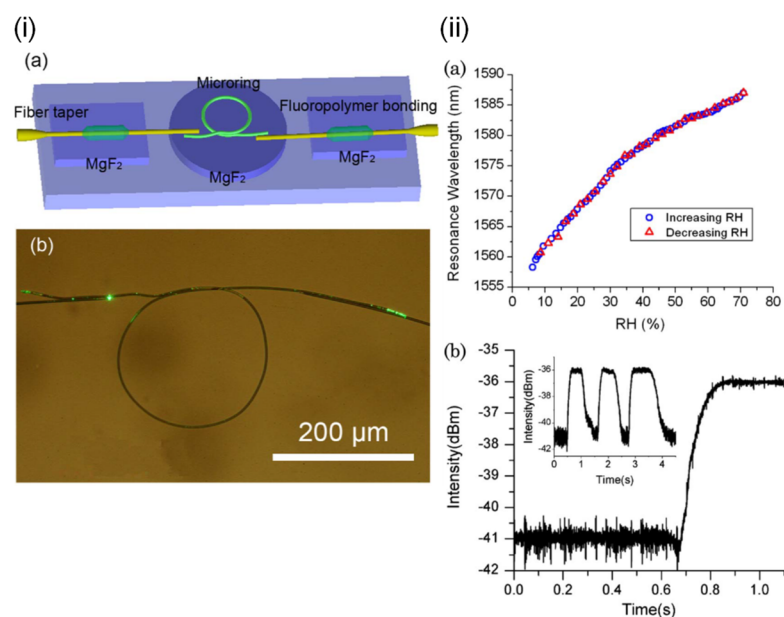 (i)
(a)
Microring
Fiber taper
Fluoropolymer bonding
MgF₂
MgF₂
MgF₂
(b)
200 µm
(ii)
(a)
Resonance Wavelength (nm)
1590
1585
1580
1575
1570
1565
1560
1555
Increasing RH
Decreasing RH
0 10 20 30 40 50 60 70 80
RH (%)
(b)
Intensity(dBm)
-35
-36
-37
-38
-39
-40
-41
-42
Intensity(dBm)
-36
-38
-40
-42
0 1 2 3 4
Time(s)
0.0 0.2 0.4 0.6 0.8 1.0
Time(s)